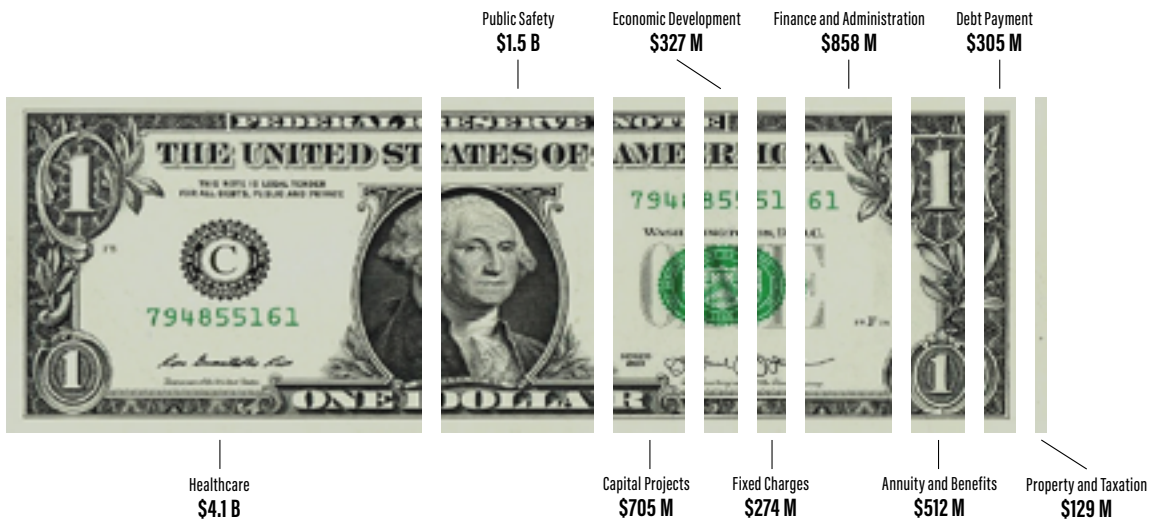 Public Safety
$1.5 B
Economic Development
$327 M
Finance and Administration
$858 M
Debt Payment
$305 M
FEDERAL RESERVE NOTE
THE UNITED STATES OF AMERICA
THIS NOTE IS LEGAL TENDER
FOR ALL DEBTS, PUBLIC AND PRIVATE
1
1
C
794855161
794855161
1
1
ONE DOLLAR
Healthcare
$4.1 B
Capital Projects
$705 M
Fixed Charges
$274 M
Annuity and Benefits
$512 M
Property and Taxation
$129 M